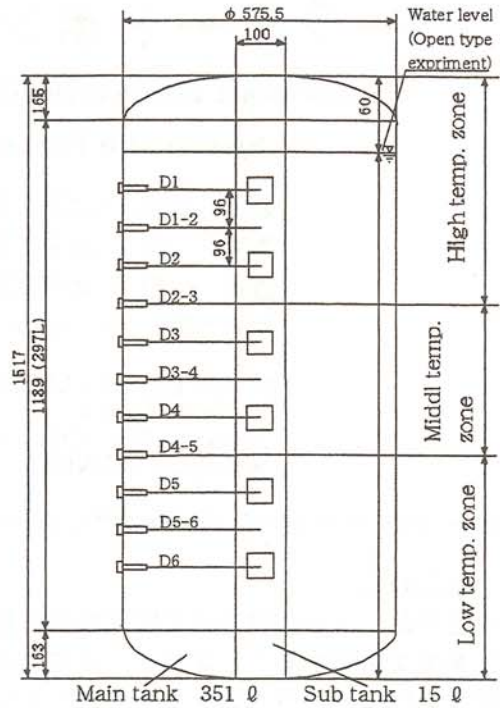 φ 575.5
Water level
(Open type
expriment)
100
165
60
High temp. zone
D1
96
D1-2
96
D2
D2-3
D3
1517
1189 (297L)
D3-4
Middl temp.
zone
D4
D4-5
D5
D5-6
Low temp. zone
D6
163
Main tank 351 ℓ
Sub tank 15 ℓ